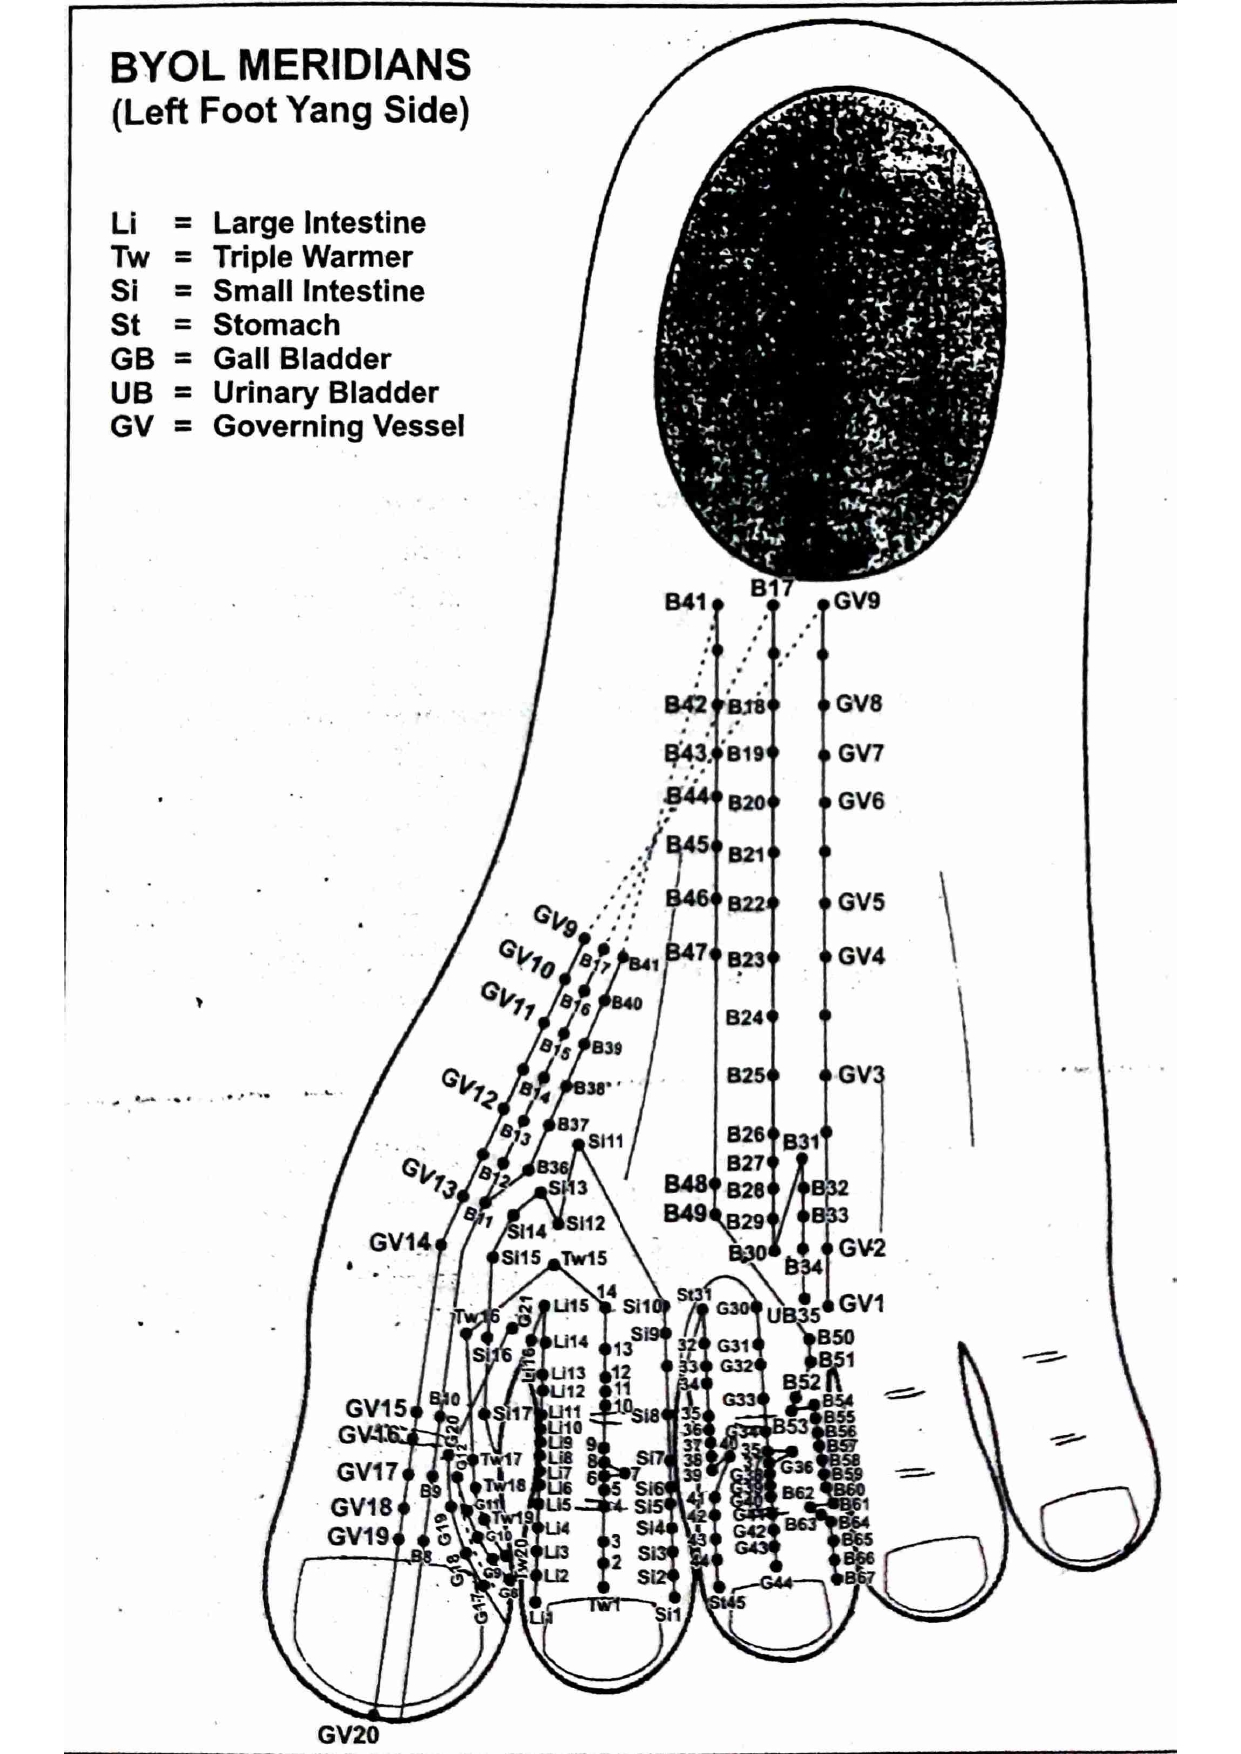 BYOL MERIDIANS
(Left Foot Yang Side)
Li = Large Intestine
Tw = Triple Warmer
Si = Small Intestine
St = Stomach
GB = Gall Bladder
UB = Urinary Bladder
GV = Governing Vessel
B41 B17 GV9
B42 B18 GV8
B43 B19 GV7
B44 B20 GV6
B45 B21
B46 B22 GV5
B47 B23 GV4
B24
B25 GV3
B26 B31
B27
B48 B28 B32
B49 B29 B33
B30 GV-2
B34
UB35 GV1
GV9 B17 B41
GV10 B16 B40
GV11 B15 B39
B14 B38
GV12 B13 B37
B12 B36
GV13 B11
GV14
Si11
Si13
Si14 Si12
Si15 Tw15
Tw16 G21 Li15 14 Si10 St31 G30
Si16 Li16 Li14 13 Si9 32 G31 B50
Li13 12 33 G32 B51
Li12 11 34 B52
GV15 B10 Si17 Li11 10 Si8 35 G33 B54
GV16 G20 Li10 36 G34 B53 B55
G12 Li9 9 37 40 35 B56
Tw17 Li8 8 Si7 38 37 G36 B57
GV17 B9 Tw18 Li7 7 39 G38 B58
Li6 6 Si6 G39 B59
GV18 G11 Li5 5 Si5 41 G40 B62 B60
G19 Tw19 4 42 G41 B61
GV19 G10 Li4 Si4 G42 B63 B64
B8 G18 G9 Tw20 Li3 3 Si3 43 G43 B65
G8 Li2 2 Si2 44 G44 B66
G17 Li1 Tw1 Si1 St45 B67
GV20